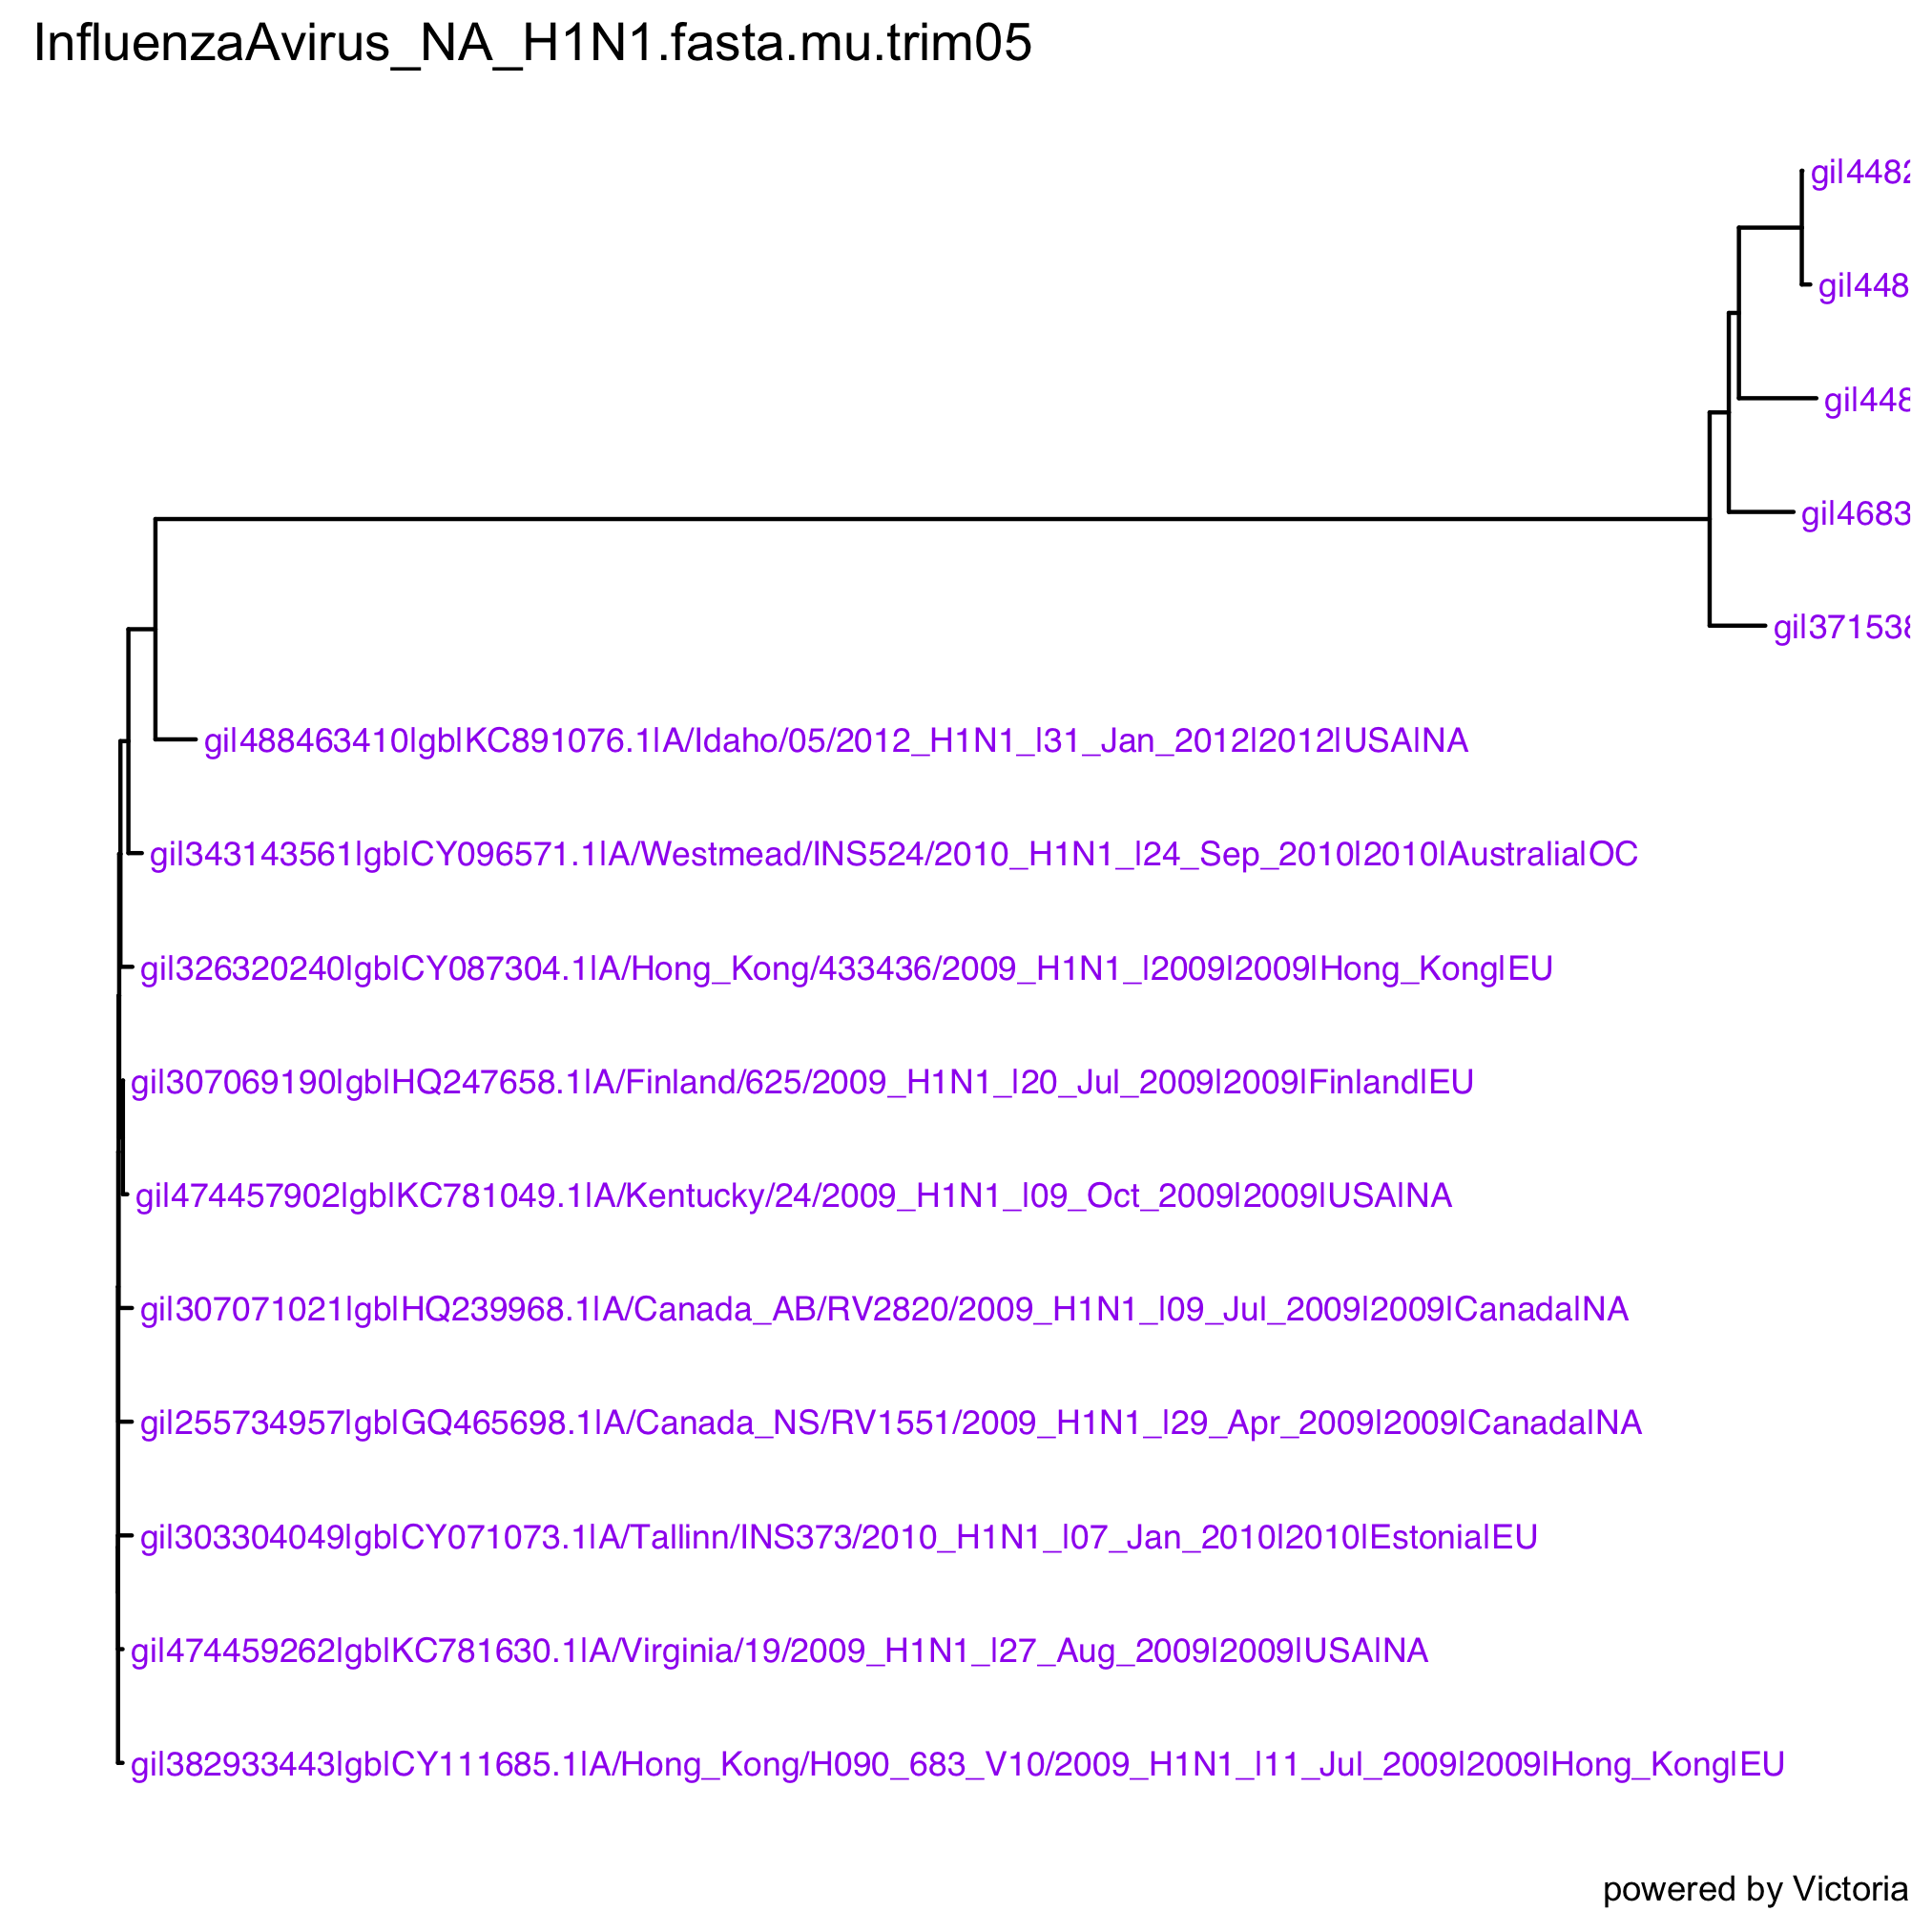 InfluenzaAvirus_NA_H1N1.fasta.mu.trim05
gi|4482
gi|448
gi|448
gi|4683
gi|371538
gi|488463410|gb|KC891076.1|A/Idaho/05/2012_H1N1_|31_Jan_2012|2012|USA|NA
gi|343143561|gb|CY096571.1|A/Westmead/INS524/2010_H1N1_|24_Sep_2010|2010|Australia|OC
gi|326320240|gb|CY087304.1|A/Hong_Kong/433436/2009_H1N1_|2009|2009|Hong_Kong|EU
gi|307069190|gb|HQ247658.1|A/Finland/625/2009_H1N1_|20_Jul_2009|2009|Finland|EU
gi|474457902|gb|KC781049.1|A/Kentucky/24/2009_H1N1_|09_Oct_2009|2009|USA|NA
gi|307071021|gb|HQ239968.1|A/Canada_AB/RV2820/2009_H1N1_|09_Jul_2009|2009|Canada|NA
gi|255734957|gb|GQ465698.1|A/Canada_NS/RV1551/2009_H1N1_|29_Apr_2009|2009|Canada|NA
gi|303304049|gb|CY071073.1|A/Tallinn/INS373/2010_H1N1_|07_Jan_2010|2010|Estonia|EU
gi|474459262|gb|KC781630.1|A/Virginia/19/2009_H1N1_|27_Aug_2009|2009|USA|NA
gi|382933443|gb|CY111685.1|A/Hong_Kong/H090_683_V10/2009_H1N1_|11_Jul_2009|2009|Hong_Kong|EU
powered by Victoria